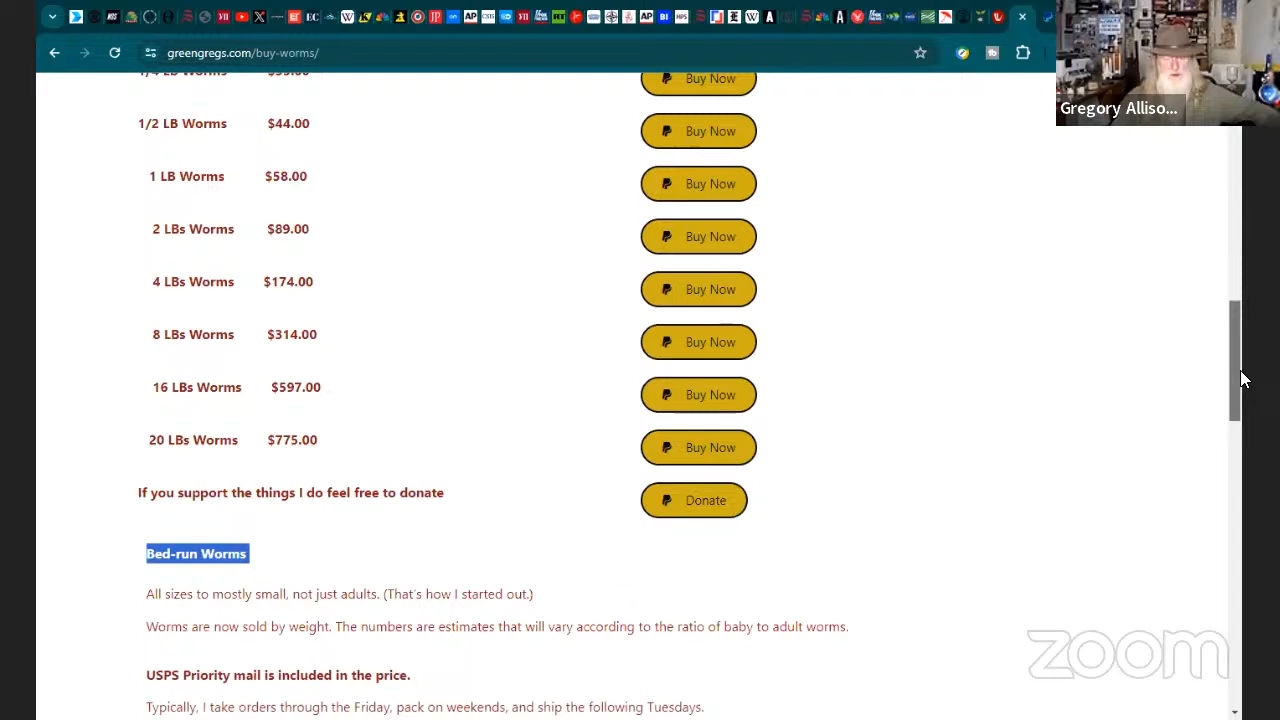 greengregs.com/buy-worms/
Gregory Alliso...
Buy Now
1/2 LB Worms $44.00 Buy Now
1 LB Worms $58.00 Buy Now
2 LBs Worms $89.00 Buy Now
4 LBs Worms $174.00 Buy Now
8 LBs Worms $314.00 Buy Now
16 LBs Worms $597.00 Buy Now
20 LBs Worms $775.00 Buy Now
If you support the things I do feel free to donate Donate
Bed-run Worms
All sizes to mostly small, not just adults. (That's how I started out.)
Worms are now sold by weight. The numbers are estimates that will vary according to the ratio of baby to adult worms.
zoom
USPS Priority mail is included in the price.
Typically, I take orders through the Friday, pack on weekends, and ship the following Tuesdays.